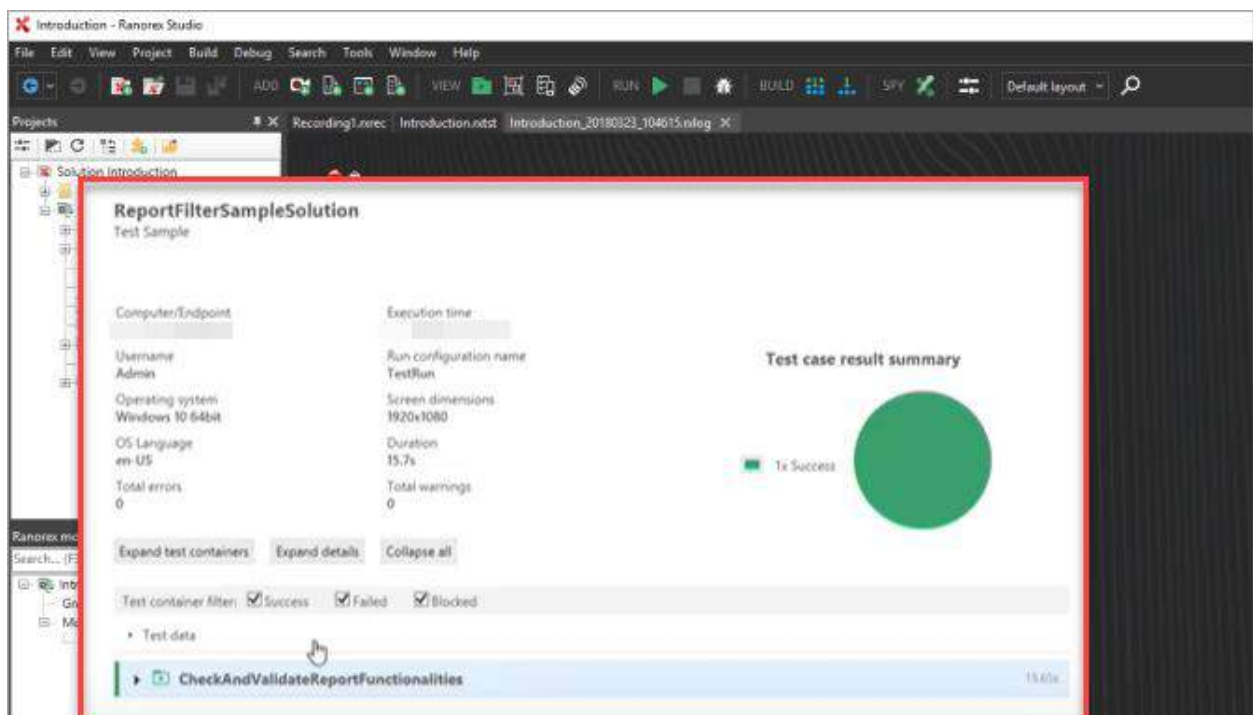 Introduction - Ranorex Studio
File Edit View Project Build Debug Search Tools Window Help
ADD VIEW RUN BUILD SPY Default layout
Projects
Recording1.rxrec Introduction.rxtst Introduction_20180323_104615.rxlog
Solution Introduction
ReportFilterSampleSolution
Test Sample
Computer/Endpoint Execution time
Username Run configuration name
Admin TestRun
Test case result summary
Operating system Screen dimensions
Windows 10 64bit 1920x1080
OS Language Duration
en-US 15.7s
1x Success
Total errors Total warnings
0 0
Ranorex mo
Search... (F
Expand test containers Expand details Collapse all
Intr
Test container filter: Success Failed Blocked
Ge
Mo
Test data
CheckAndValidateReportFunctionalities